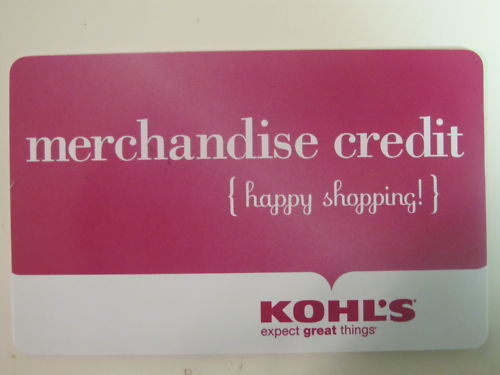 merchandise credit
{ happy shopping! }
KOHL'S
expect great things